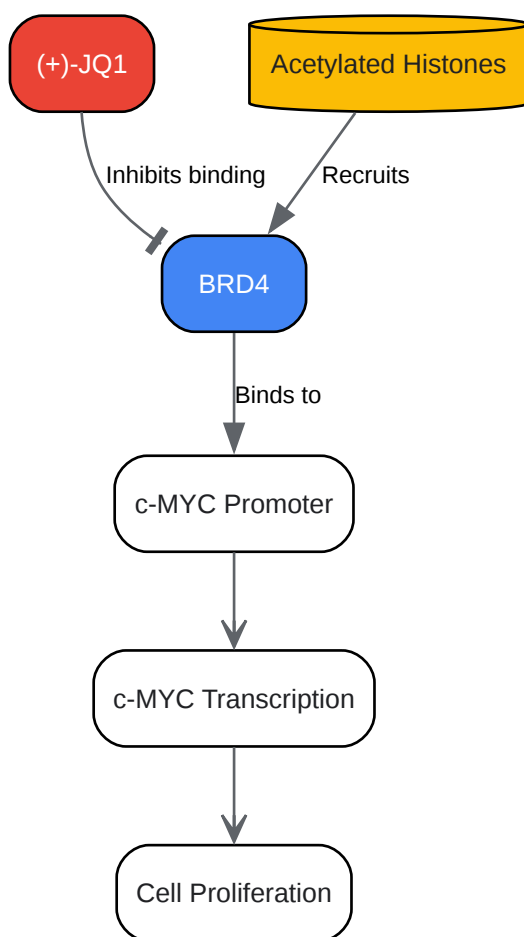 (+)-JQ1
Acetylated Histones
Inhibits binding
Recruits
BRD4
Binds to
c-MYC Promoter
c-MYC Transcription
Cell Proliferation